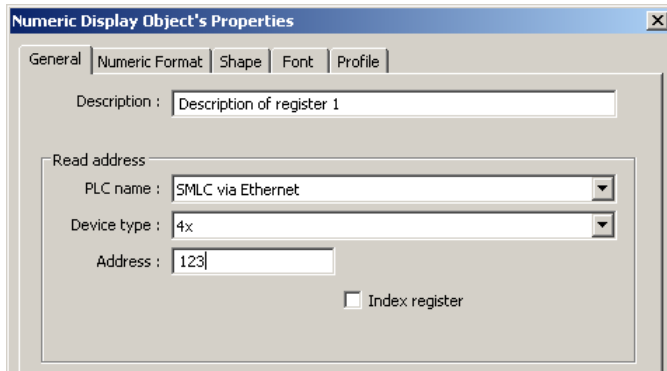 Numeric Display Object's Properties
General Numeric Format Shape Font Profile
Description : Description of register 1
Read address
PLC name : SMLC via Ethernet
Device type : 4x
Address : 123
Index register